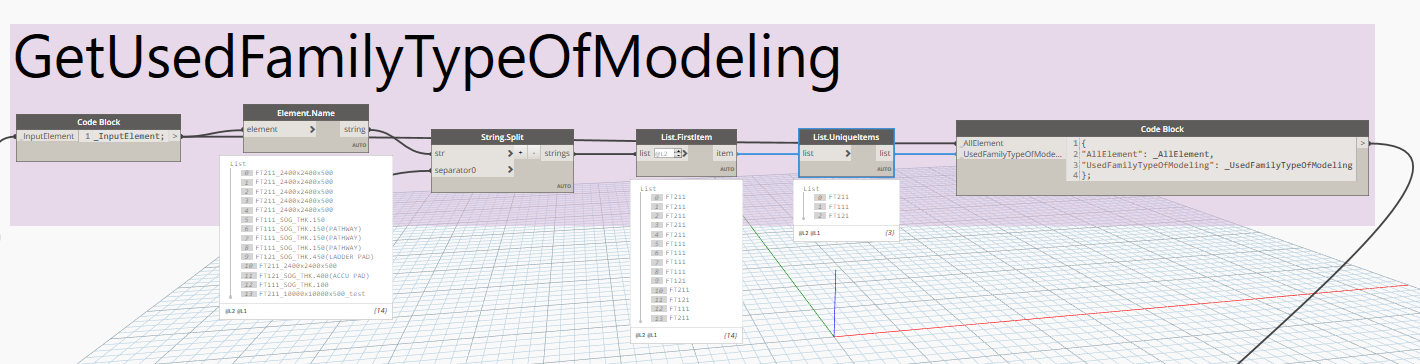 GetUsedFamilyTypeOfModeling
Code Block
_InputElement
1 _InputElement;
>
Element.Name
element >
string
AUTO
String.Split
str >
+ -
strings
separator0 >
AUTO
List.FirstItem
list @L2 >
item
AUTO
List.UniqueItems
list >
list
AUTO
Code Block
_AllElement
_UsedFamilyTypeOfMode...
1 {
2 "AllElement": _AllElement,
3 "UsedFamilyTypeOfModeling": _UsedFamilyTypeOfModeling
4 };
>
List
0 FT211_2400x2400x500
1 FT211_2400x2400x500
2 FT211_2400x2400x500
3 FT211_2400x2400x500
4 FT211_2400x2400x500
5 FT111_SOG_THK.150
6 FT111_SOG_THK.150(PATHWAY)
7 FT111_SOG_THK.150(PATHWAY)
8 FT111_SOG_THK.150(PATHWAY)
9 FT121_SOG_THK.450(LADDER PAD)
10 FT211_2400x2400x500
11 FT121_SOG_THK.400(ACCU PAD)
12 FT111_SOG_THK.100
13 FT211_10000x10000x500_test
@L2 @L1 {14}
List
0 FT211
1 FT211
2 FT211
3 FT211
4 FT211
5 FT111
6 FT111
7 FT111
8 FT111
9 FT121
10 FT211
11 FT121
12 FT111
13 FT211
@L2 @L1 {14}
List
0 FT211
1 FT111
2 FT121
@L2 @L1 {3}